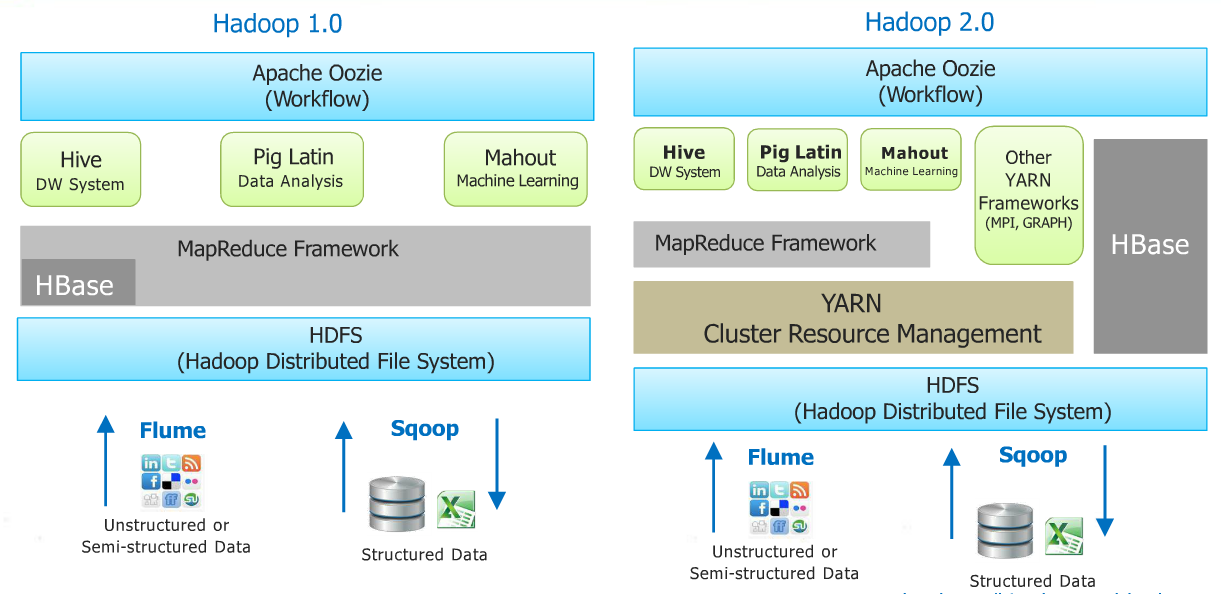 Hadoop 1.0
Apache Oozie
(Workflow)
Hive
DW System
Pig Latin
Data Analysis
Mahout
Machine Learning
MapReduce Framework
HBase
HDFS
(Hadoop Distributed File System)
Flume
Unstructured or
Semi-structured Data
Sqoop
Structured Data
Hadoop 2.0
Apache Oozie
(Workflow)
Hive
DW System
Pig Latin
Data Analysis
Mahout
Machine Learning
Other
YARN
Frameworks
(MPI, GRAPH)
HBase
MapReduce Framework
YARN
Cluster Resource Management
HDFS
(Hadoop Distributed File System)
Flume
Unstructured or
Semi-structured Data
Sqoop
Structured Data